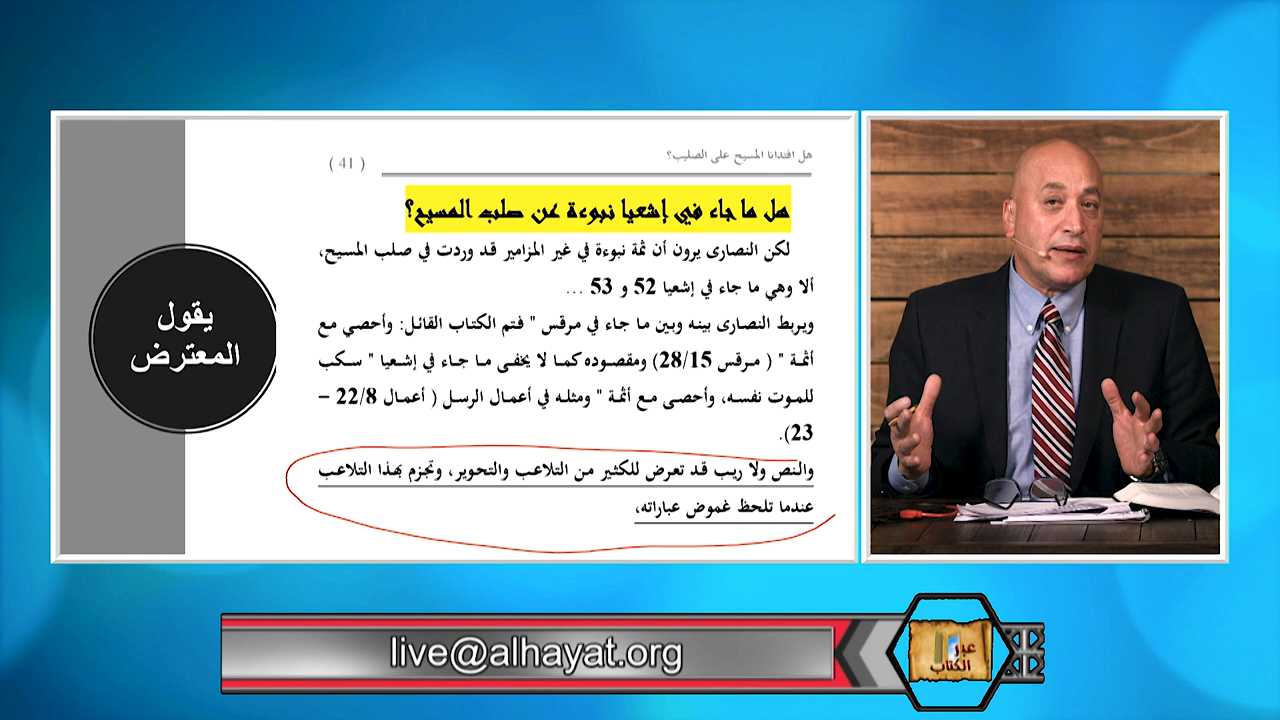 هل افتدانا المسيح على الصليب؟
( 41 )
هل ما جاء في إشعيا نبوءة عن صلب المسيح؟
لكن النصارى يرون أن ثمة نبوءة في غير المزامير قد وردت في صلب المسيح،
ألا وهي ما جاء في إشعيا 52 و 53 ...
ويربط النصارى بينه وبين ما جاء في مرقس " فتم الكتاب القائل: وأحصي مع
أثمة " ( مرقس 28/15) ومقصوده كما لا يخفى ما جاء في إشعيا " سكب
للموت نفسه، وأحصى مع أثمة " ومثله في أعمال الرسل ( أعمال 22/8 –
23).
والنص ولا ريب قد تعرض للكثير من التلاعب والتحوير، وتجزم بهذا التلاعب
عندما تلحظ غموض عباراته،
يقول
المعترض
live@alhayat.org
عبر
الكتاب